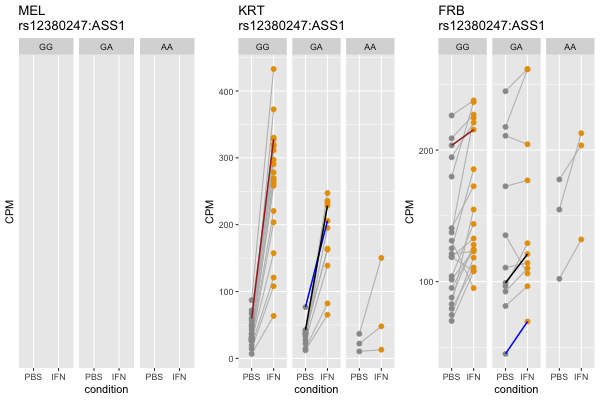 MEL
rs12380247:ASS1
GG GA AA
CPM
PBS IFN PBS IFN PBS IFN
condition
KRT
rs12380247:ASS1
GG GA AA
CPM
400
300
200
100
0
PBS IFN PBS IFN PBS IFN
condition
FRB
rs12380247:ASS1
GG GA AA
CPM
200
100
PBS IFN PBS IFN PBS IFN
condition